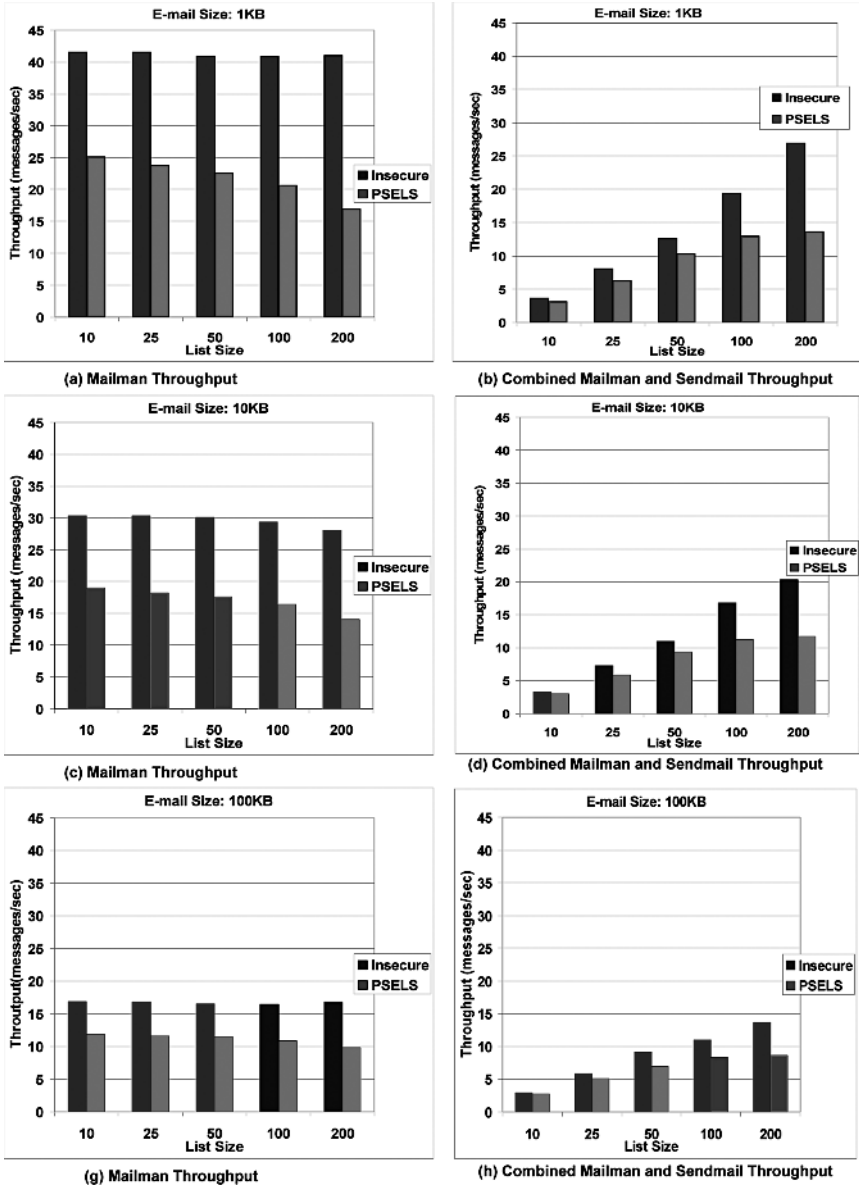 E-mail Size: 1KB
Throughput (messages/sec)
45
40
35
30
25
20
15
10
5
0
10 25 50 100 200
List Size
Insecure
PSELS
(a) Mailman Throughput
E-mail Size: 1KB
Throughput (messages/sec)
45
40
35
30
25
20
15
10
5
0
10 25 50 100 200
List Size
Insecure
PSELS
(b) Combined Mailman and Sendmail Throughput
E-mail Size: 10KB
Throughput (messages/sec)
45
40
35
30
25
20
15
10
5
0
10 25 50 100 200
List Size
Insecure
PSELS
(c) Mailman Throughput
E-mail Size: 10KB
Throughput (messages/sec)
45
40
35
30
25
20
15
10
5
0
10 25 50 100 200
List Size
Insecure
PSELS
(d) Combined Mailman and Sendmail Throughput
E-mail Size: 100KB
Throutput(messages/sec)
45
40
35
30
25
20
15
10
5
0
10 25 50 100 200
List Size
Insecure
PSELS
(g) Mailman Throughput
E-mail Size: 100KB
Throughput (messages/sec)
45
40
35
30
25
20
15
10
5
0
10 25 50 100 200
List Size
Insecure
PSELS
(h) Combined Mailman and Sendmail Throughput